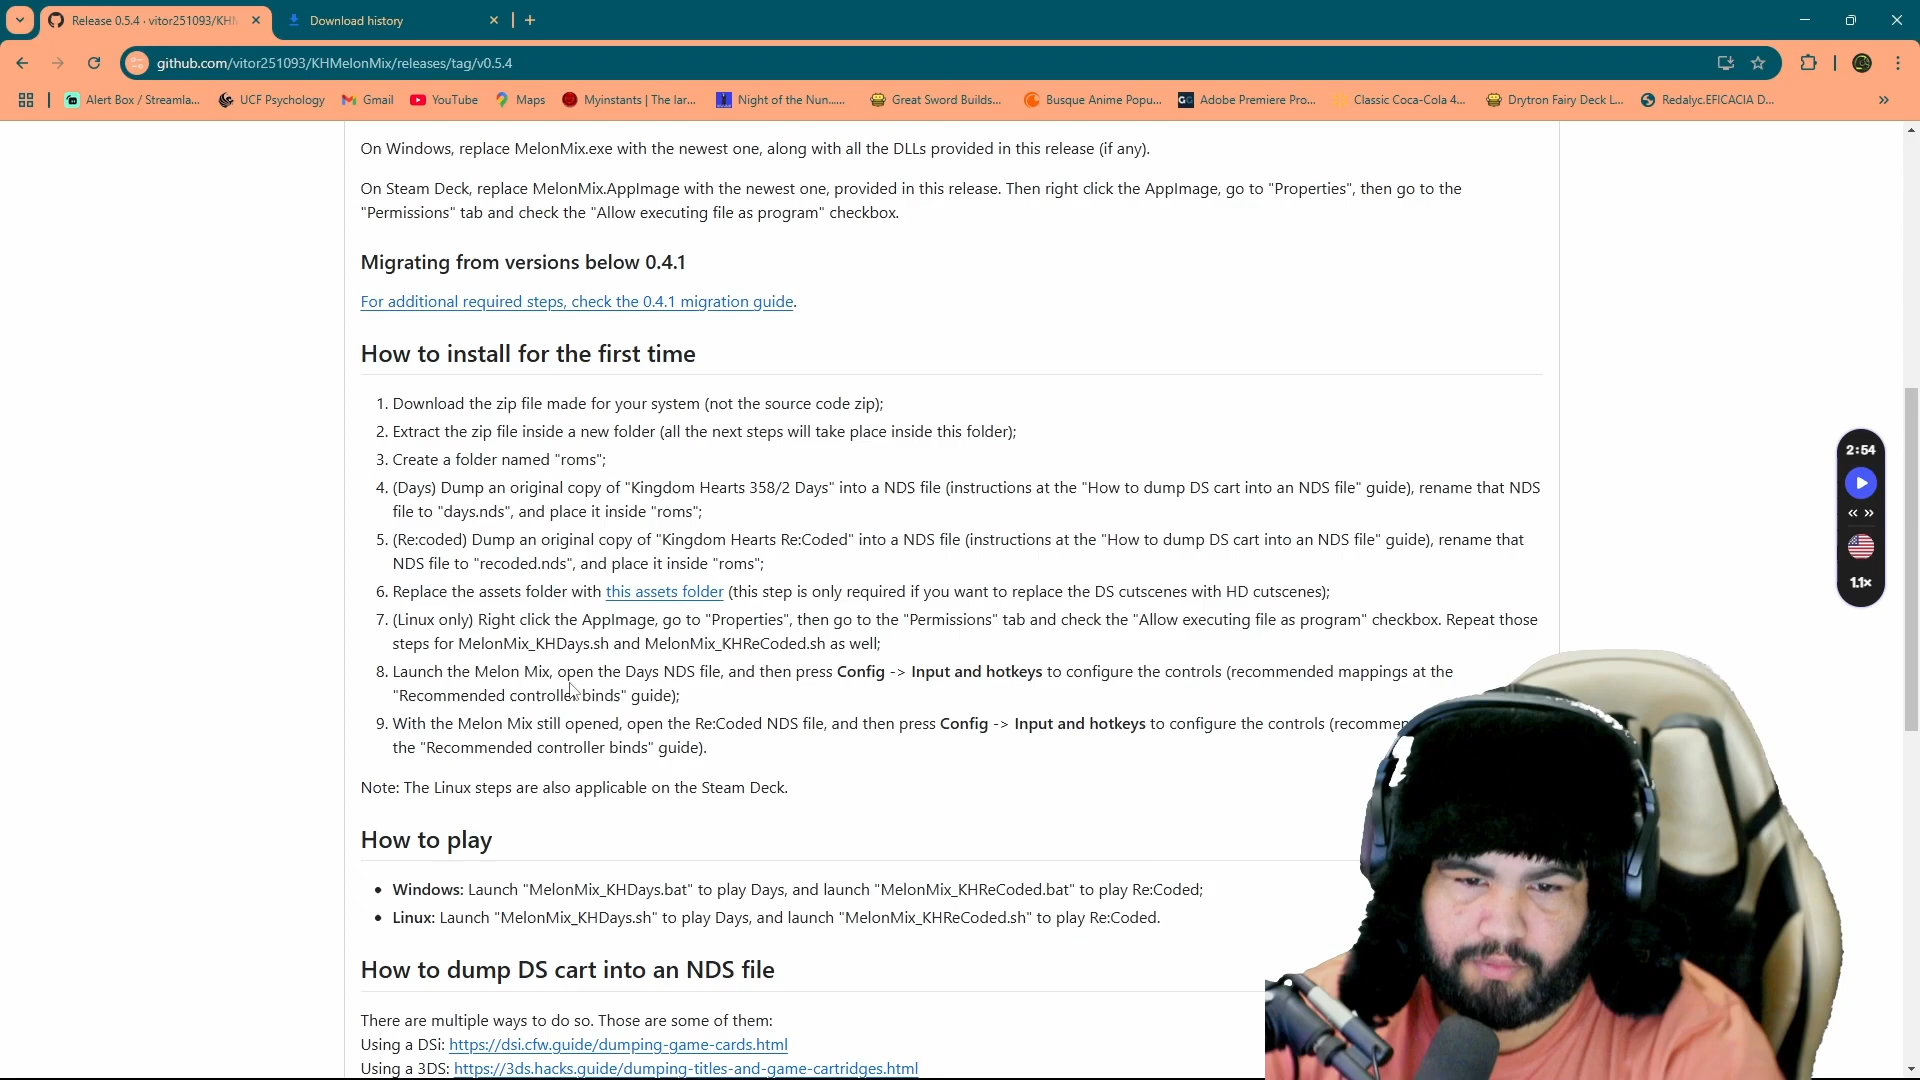 Release 0.5.4 · vitor251093/KHM
Download history
github.com/vitor251093/KHMelonMix/releases/tag/v0.5.4
Alert Box / Streamla...
UCF Psychology
Gmail
YouTube
Maps
Myinstants | The lar...
Night of the Nun......
Great Sword Builds...
Busque Anime Popu...
Adobe Premiere Pro...
Classic Coca-Cola 4...
Drytron Fairy Deck L...
Redalyc.EFICACIA D...
On Windows, replace MelonMix.exe with the newest one, along with all the DLLs provided in this release (if any).
On Steam Deck, replace MelonMix.AppImage with the newest one, provided in this release. Then right click the AppImage, go to "Properties", then go to the
"Permissions" tab and check the "Allow executing file as program" checkbox.
Migrating from versions below 0.4.1
For additional required steps, check the 0.4.1 migration guide.
How to install for the first time
1. Download the zip file made for your system (not the source code zip);
2. Extract the zip file inside a new folder (all the next steps will take place inside this folder);
3. Create a folder named "roms";
4. (Days) Dump an original copy of "Kingdom Hearts 358/2 Days" into a NDS file (instructions at the "How to dump DS cart into an NDS file" guide), rename that NDS
file to "days.nds", and place it inside "roms";
5. (Re:coded) Dump an original copy of "Kingdom Hearts Re:Coded" into a NDS file (instructions at the "How to dump DS cart into an NDS file" guide), rename that
NDS file to "recoded.nds", and place it inside "roms";
6. Replace the assets folder with this assets folder (this step is only required if you want to replace the DS cutscenes with HD cutscenes);
7. (Linux only) Right click the AppImage, go to "Properties", then go to the "Permissions" tab and check the "Allow executing file as program" checkbox. Repeat those
steps for MelonMix_KHDays.sh and MelonMix_KHReCoded.sh as well;
8. Launch the Melon Mix, open the Days NDS file, and then press Config -> Input and hotkeys to configure the controls (recommended mappings at the
"Recommended controller binds" guide);
9. With the Melon Mix still opened, open the Re:Coded NDS file, and then press Config -> Input and hotkeys to configure the controls (recommen
the "Recommended controller binds" guide).
Note: The Linux steps are also applicable on the Steam Deck.
How to play
• Windows: Launch "MelonMix_KHDays.bat" to play Days, and launch "MelonMix_KHReCoded.bat" to play Re:Coded;
• Linux: Launch "MelonMix_KHDays.sh" to play Days, and launch "MelonMix_KHReCoded.sh" to play Re:Coded.
How to dump DS cart into an NDS file
There are multiple ways to do so. Those are some of them:
Using a DSi: https://dsi.cfw.guide/dumping-game-cards.html
Using a 3DS: https://3ds.hacks.guide/dumping-titles-and-game-cartridges.html
2:54
1.1×